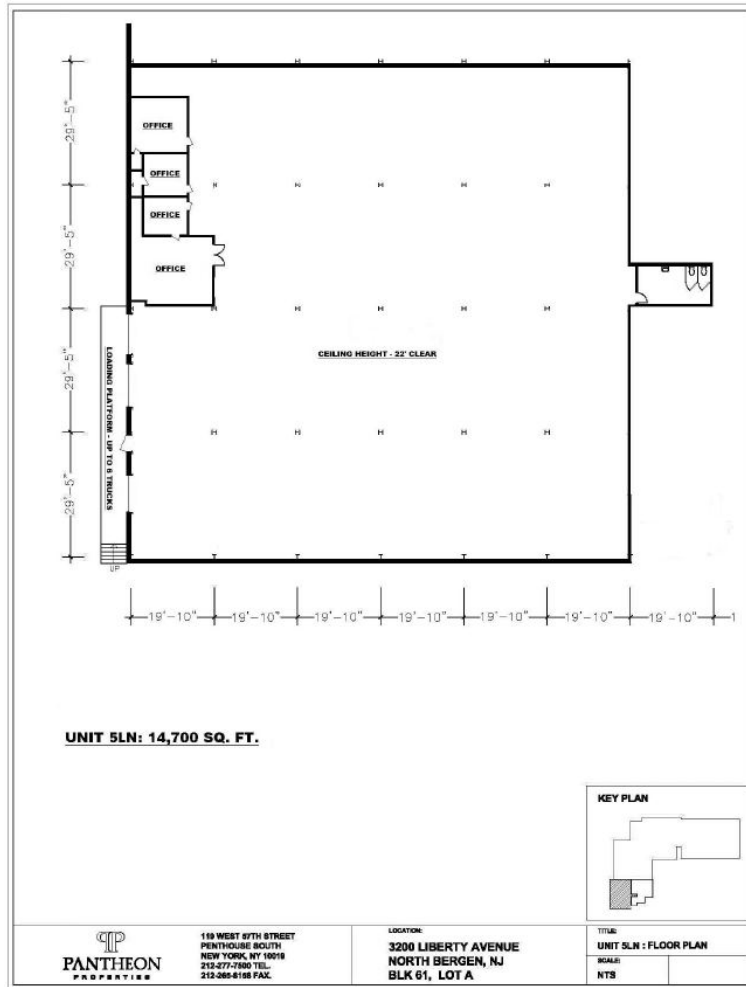 29'-5"
29'-5"
29'-5"
29'-5"
OFFICE
OFFICE
OFFICE
OFFICE
CEILING HEIGHT - 22' CLEAR
LOADING PLATFORM - UP TO 6 TRUCKS
UP
19'-10" 19'-10" 19'-10" 19'-10" 19'-10" 19'-10" 19'-10" 1
UNIT 5LN: 14,700 SQ. FT.
KEY PLAN
PANTHEON
PROPERTIES
119 WEST 57TH STREET
PENTHOUSE SOUTH
NEW YORK, NY 10019
212-277-7500 TEL.
FAX.
LOCATION:
3200 LIBERTY AVENUE
NORTH BERGEN, NJ
BLK 61, LOT A
TITLE:
UNIT 5LN : FLOOR PLAN
SCALE:
NTS